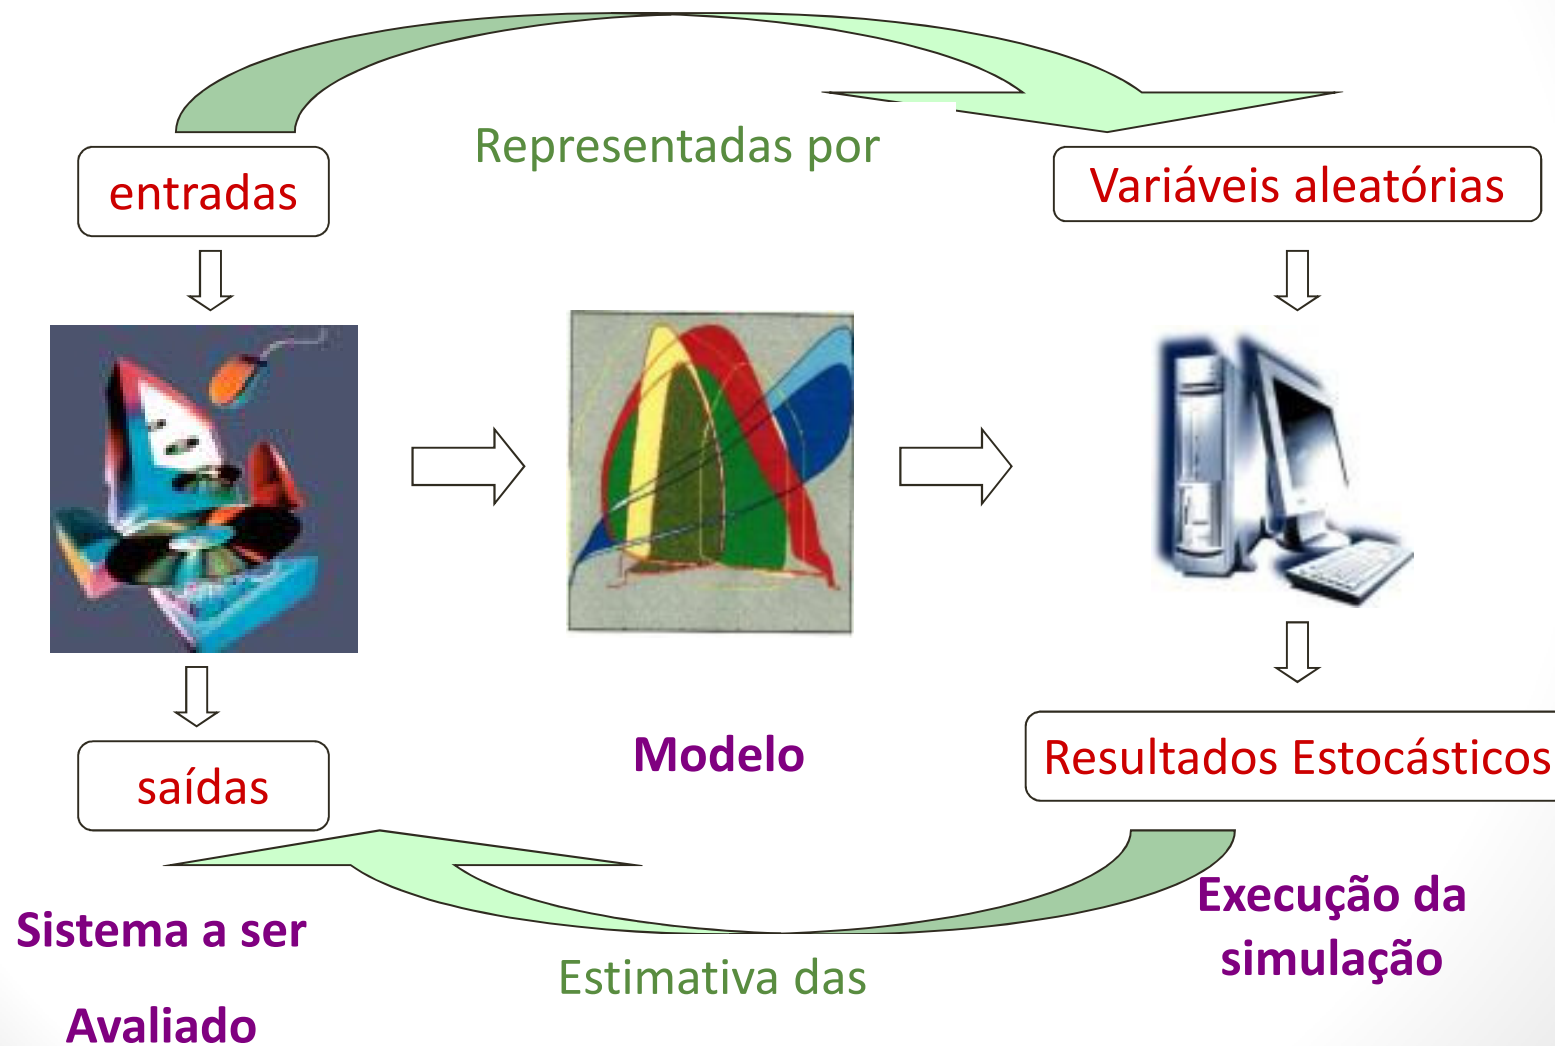 Representadas por
entradas
Variáveis aleatórias
Modelo
saídas
Resultados Estocásticos
Sistema a ser
Avaliado
Estimativa das
Execução da
simulação